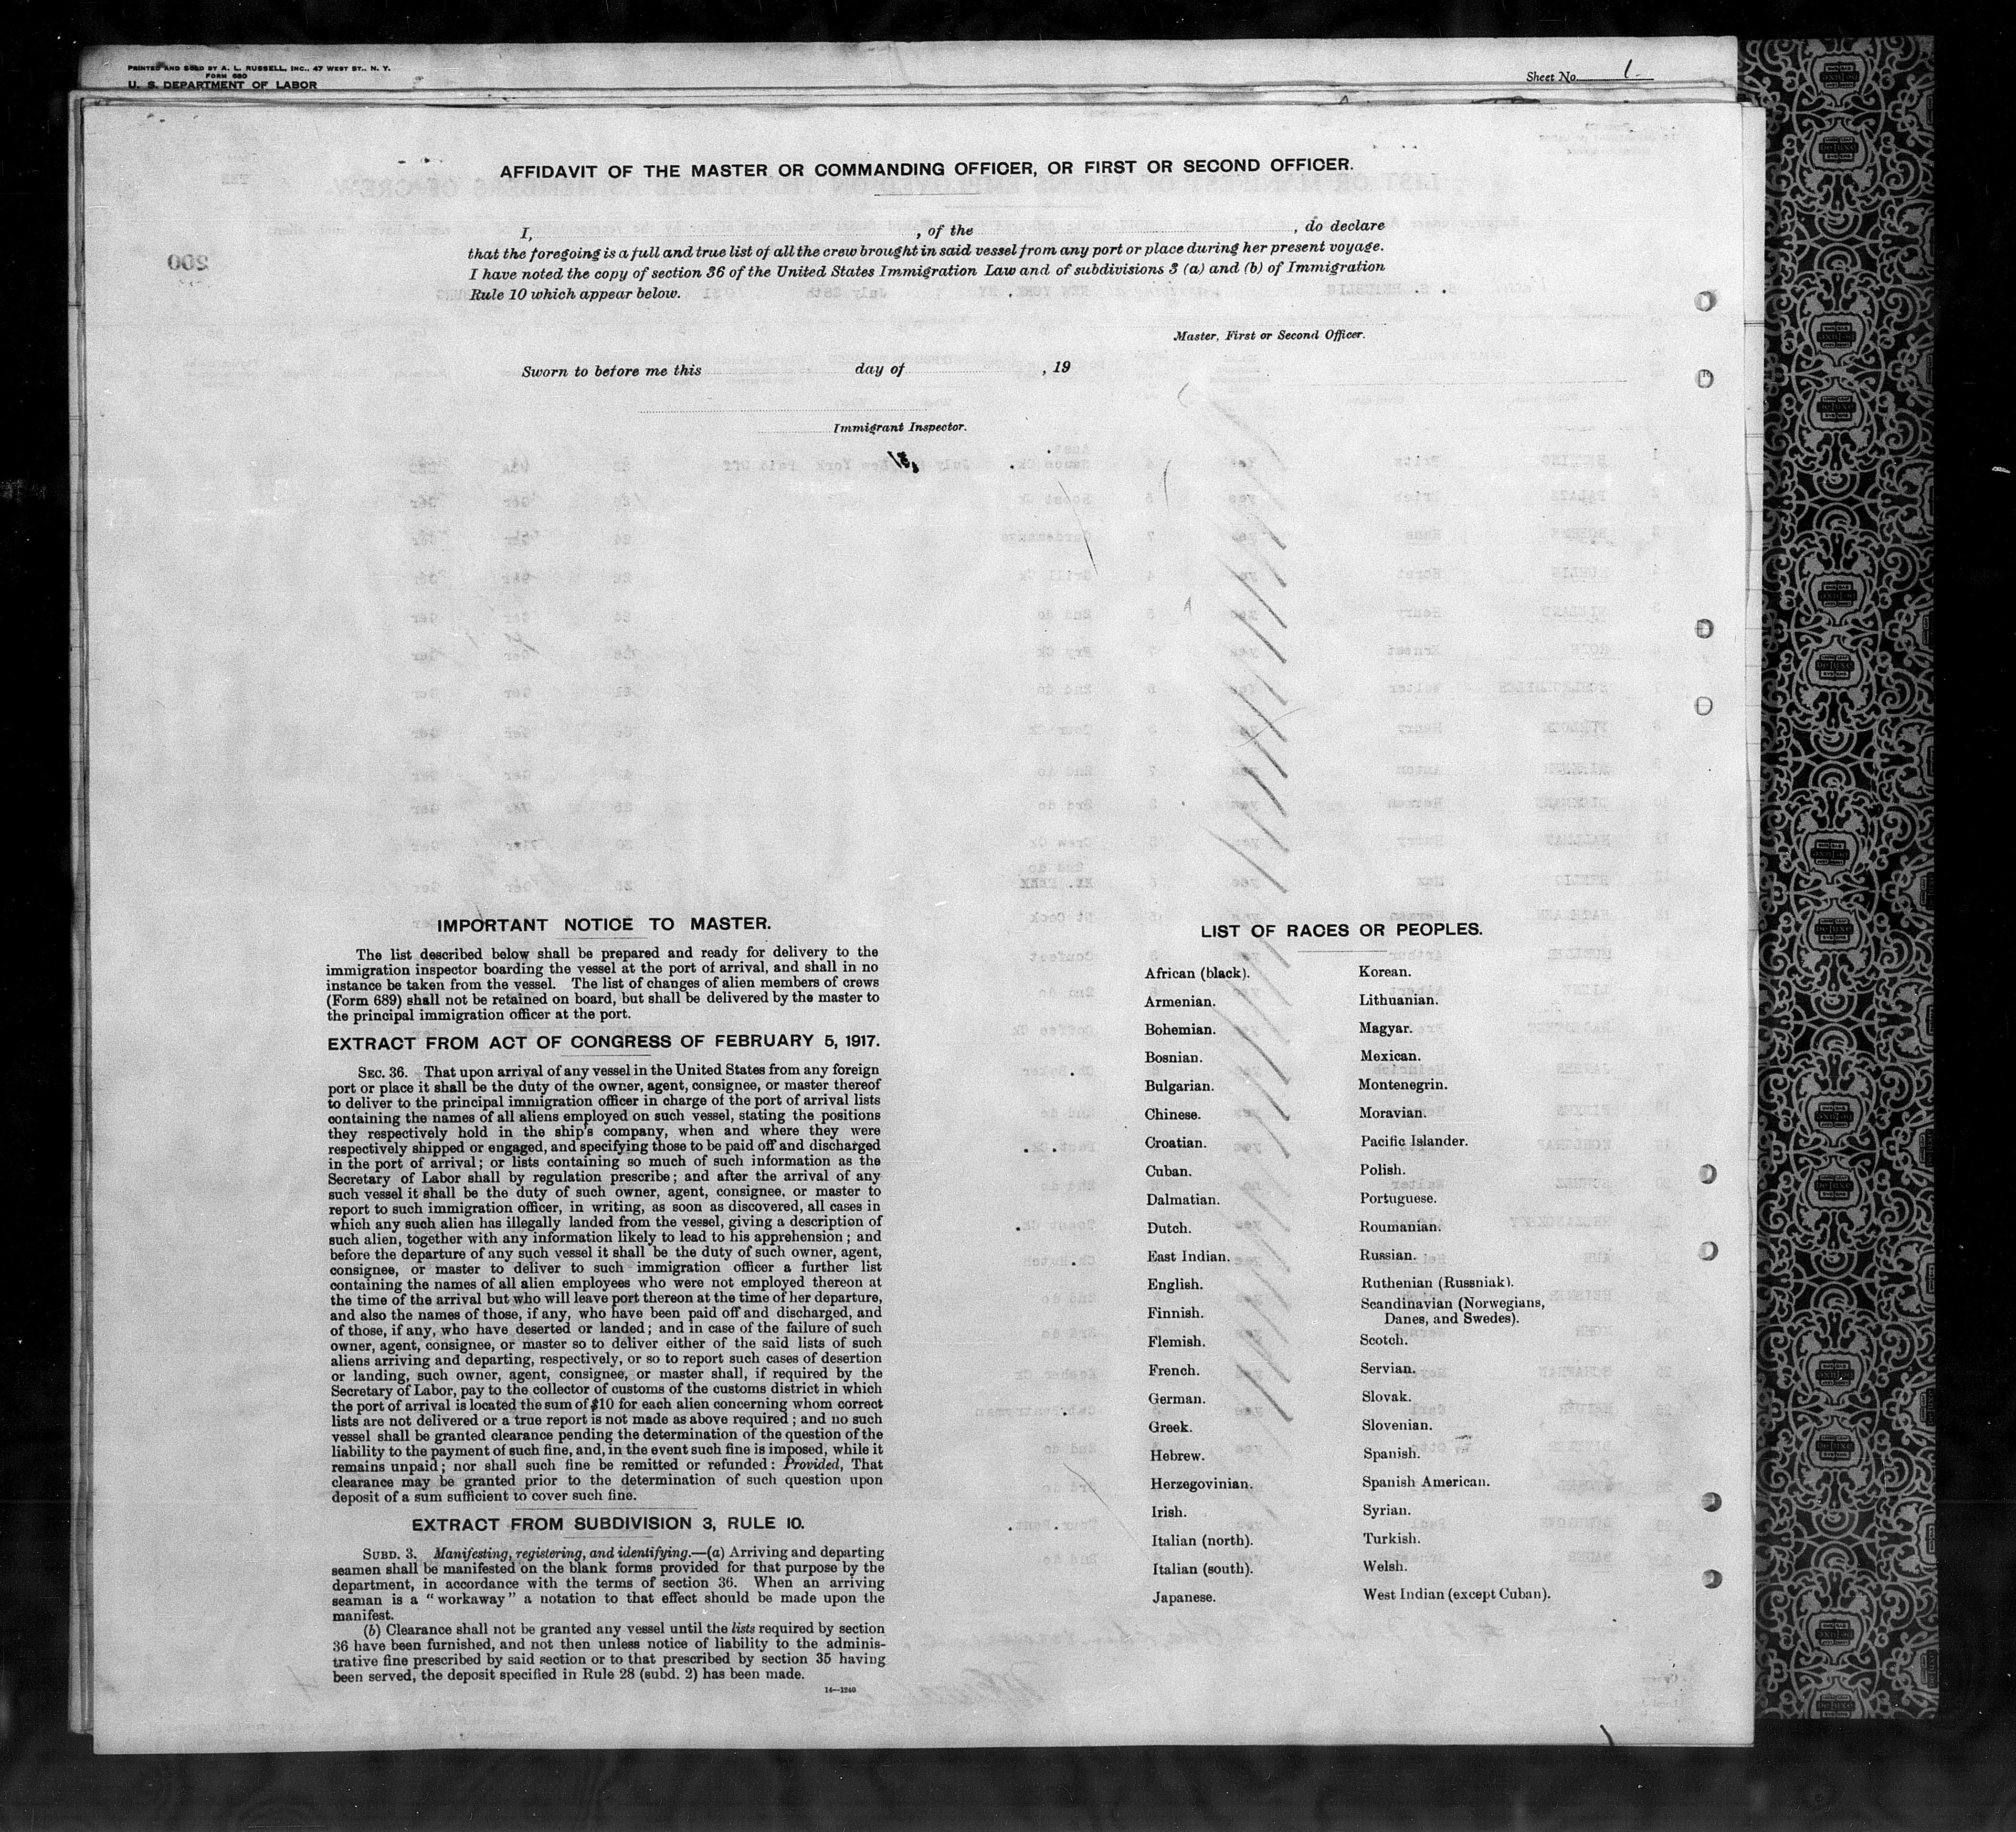 PRINTED AND SOLD BY A. L. RUSSELL, INC., 47 WEST ST., N. Y.
FORM 680
U. S. DEPARTMENT OF LABOR
Sheet No. 1
AFFIDAVIT OF THE MASTER OR COMMANDING OFFICER, OR FIRST OR SECOND OFFICER.
I, , of the , do declare
that the foregoing is a full and true list of all the crew brought in said vessel from any port or place during her present voyage.
I have noted the copy of section 36 of the United States Immigration Law and of subdivisions 3 (a) and (b) of Immigration
Rule 10 which appear below.
Master, First or Second Officer.
Sworn to before me this day of , 19
Immigrant Inspector.
IMPORTANT NOTICE TO MASTER.
The list described below shall be prepared and ready for delivery to the
immigration inspector boarding the vessel at the port of arrival, and shall in no
instance be taken from the vessel. The list of changes of alien members of crews
(Form 689) shall not be retained on board, but shall be delivered by the master to
the principal immigration officer at the port.
EXTRACT FROM ACT OF CONGRESS OF FEBRUARY 5, 1917.
SEC. 36. That upon arrival of any vessel in the United States from any foreign
port or place it shall be the duty of the owner, agent, consignee, or master thereof
to deliver to the principal immigration officer in charge of the port of arrival lists
containing the names of all aliens employed on such vessel, stating the positions
they respectively hold in the ship's company, when and where they were
respectively shipped or engaged, and specifying those to be paid off and discharged
in the port of arrival; or lists containing so much of such information as the
Secretary of Labor shall by regulation prescribe; and after the arrival of any
such vessel it shall be the duty of such owner, agent, consignee, or master to
report to such immigration officer, in writing, as soon as discovered, all cases in
which any such alien has illegally landed from the vessel, giving a description of
such alien, together with any information likely to lead to his apprehension; and
before the departure of any such vessel it shall be the duty of such owner, agent,
consignee, or master to deliver to such immigration officer a further list
containing the names of all alien employees who were not employed thereon at
the time of the arrival but who will leave port thereon at the time of her departure,
and also the names of those, if any, who have been paid off and discharged, and
of those, if any, who have deserted or landed; and in case of the failure of such
owner, agent, consignee, or master so to deliver either of the said lists of such
aliens arriving and departing, respectively, or so to report such cases of desertion
or landing, such owner, agent, consignee, or master shall, if required by the
Secretary of Labor, pay to the collector of customs of the customs district in which
the port of arrival is located the sum of $10 for each alien concerning whom correct
lists are not delivered or a true report is not made as above required; and no such
vessel shall be granted clearance pending the determination of the question of the
liability to the payment of such fine, and, in the event such fine is imposed, while it
remains unpaid; nor shall such fine be remitted or refunded: Provided, That
clearance may be granted prior to the determination of such question upon
deposit of a sum sufficient to cover such fine.
EXTRACT FROM SUBDIVISION 3, RULE 10.
SUBD. 3. Manifesting, registering, and identifying.—(a) Arriving and departing
seamen shall be manifested on the blank forms provided for that purpose by the
department, in accordance with the terms of section 36. When an arriving
seaman is a "workaway" a notation to that effect should be made upon the
manifest.
(b) Clearance shall not be granted any vessel until the lists required by section
36 have been furnished, and not then unless notice of liability to the adminis-
trative fine prescribed by said section or to that prescribed by section 35 having
been served, the deposit specified in Rule 28 (subd. 2) has been made.
14—1240
LIST OF RACES OR PEOPLES.
African (black).
Armenian.
Bohemian.
Bosnian.
Bulgarian.
Chinese.
Croatian.
Cuban.
Dalmatian.
Dutch.
East Indian.
English.
Finnish.
Flemish.
French.
German.
Greek.
Hebrew.
Herzegovinian.
Irish.
Italian (north).
Italian (south).
Japanese.
Korean.
Lithuanian.
Magyar.
Mexican.
Montenegrin.
Moravian.
Pacific Islander.
Polish.
Portuguese.
Roumanian.
Russian.
Ruthenian (Russniak).
Scandinavian (Norwegians,
Danes, and Swedes).
Scotch.
Servian.
Slovak.
Slovenian.
Spanish.
Spanish American.
Syrian.
Turkish.
Welsh.
West Indian (except Cuban).